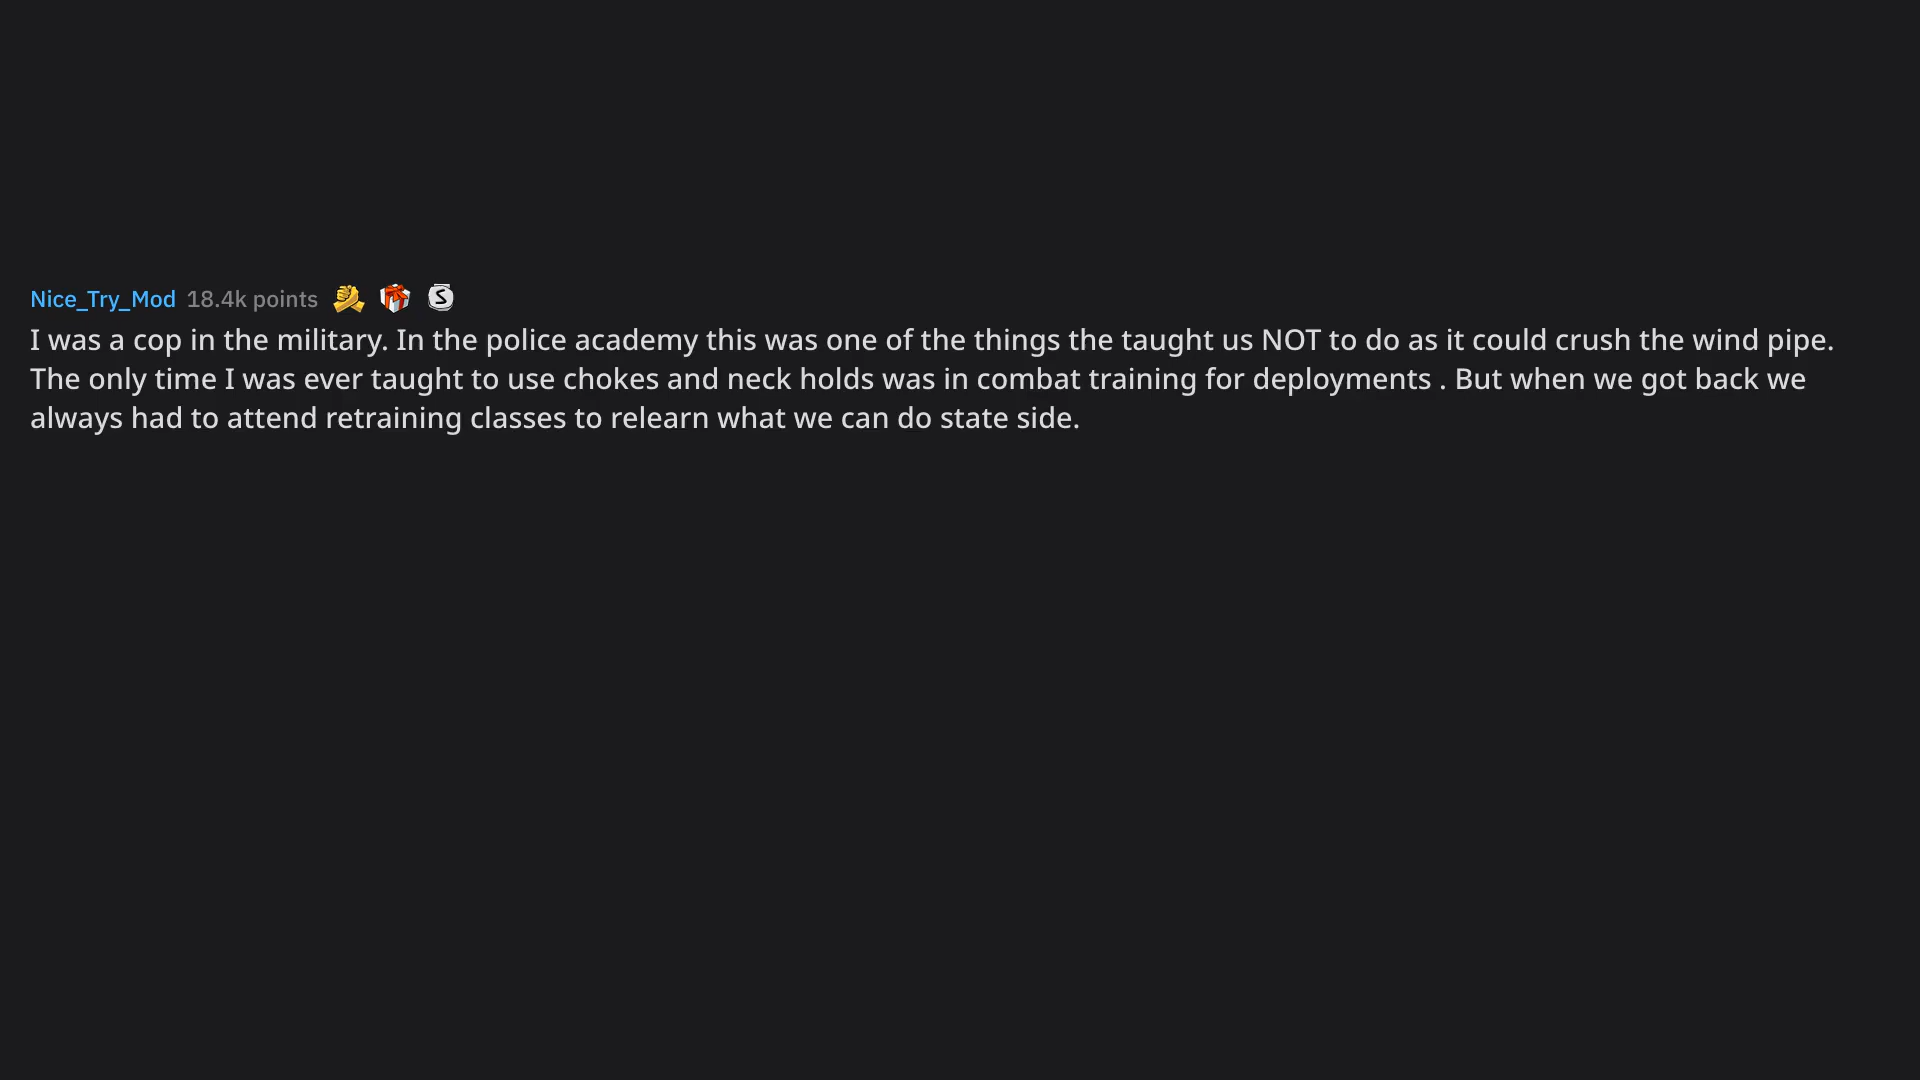 Nice_Try_Mod 18.4k points S
I was a cop in the military. In the police academy this was one of the things the taught us NOT to do as it could crush the wind pipe.
The only time I was ever taught to use chokes and neck holds was in combat training for deployments . But when we got back we
always had to attend retraining classes to relearn what we can do state side.